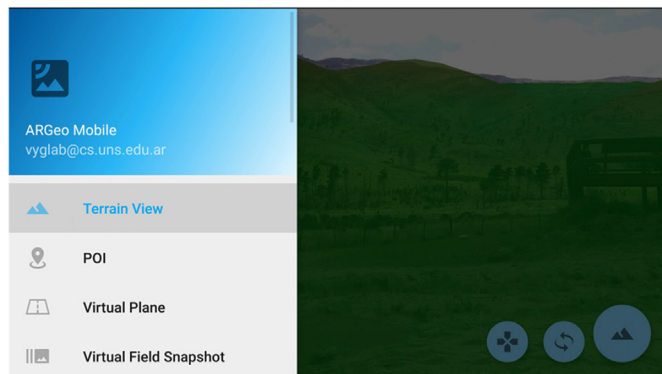 ARGeo Mobile
vyglab@cs.uns.edu.ar
Terrain View
POI
Virtual Plane
Virtual Field Snapshot